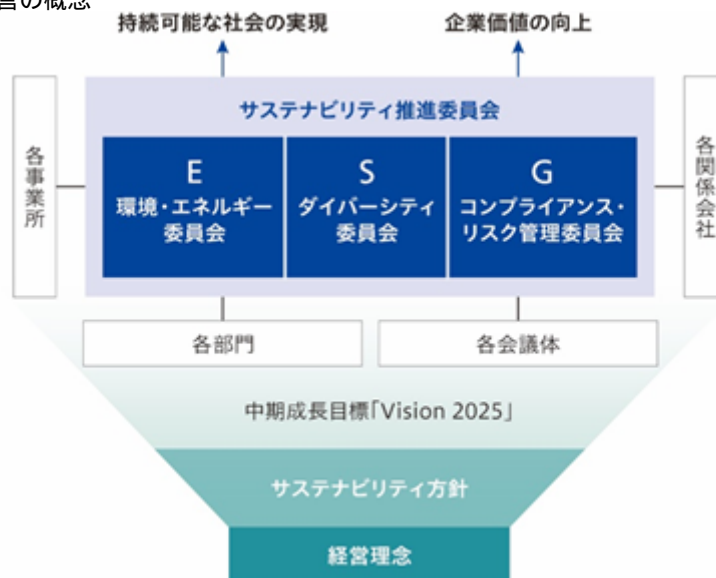 営の概念
持続可能な社会の実現
企業価値の向上
サステナビリティ推進委員会
各事業所
E
環境・エネルギー
委員会
S
ダイバーシティ
委員会
G
コンプライアンス・
リスク管理委員会
各関係会社
各部門
各会議体
中期成長目標「Vision 2025」
サステナビリティ方針
経営理念